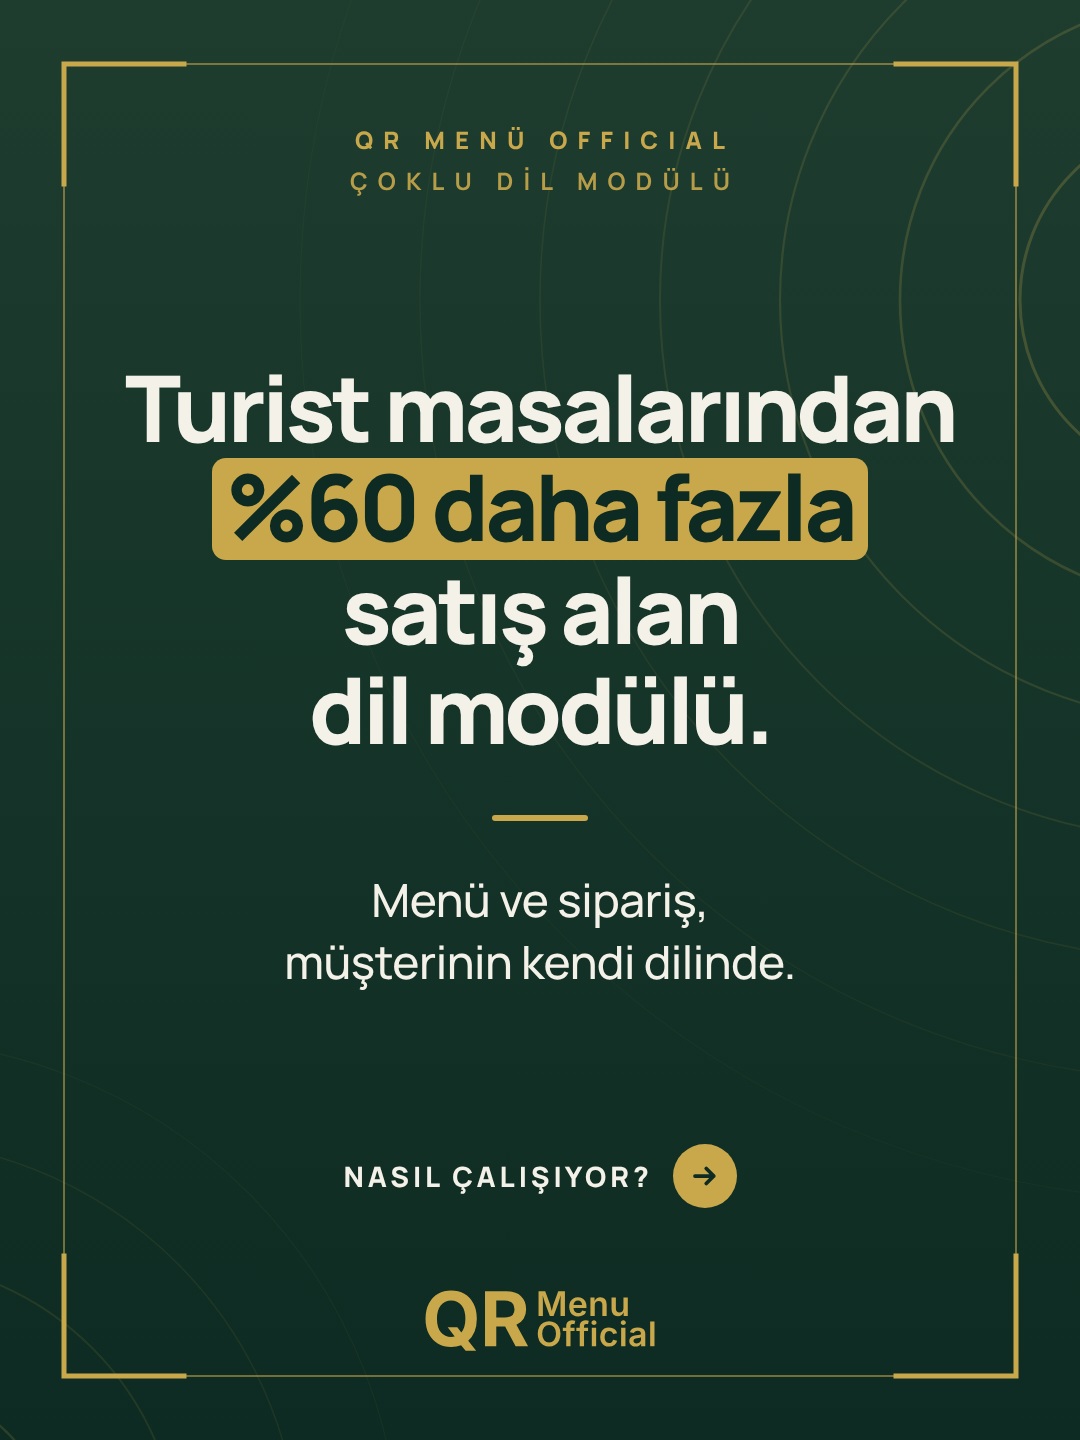 QR MENÜ OFFICIAL
ÇOKLU DİL MODÜLÜ
Turist masalarından
%60 daha fazla
satış alan
dil modülü.
Menü ve sipariş,
müşterinin kendi dilinde.
NASIL ÇALIŞIYOR?
QR Menu
Official